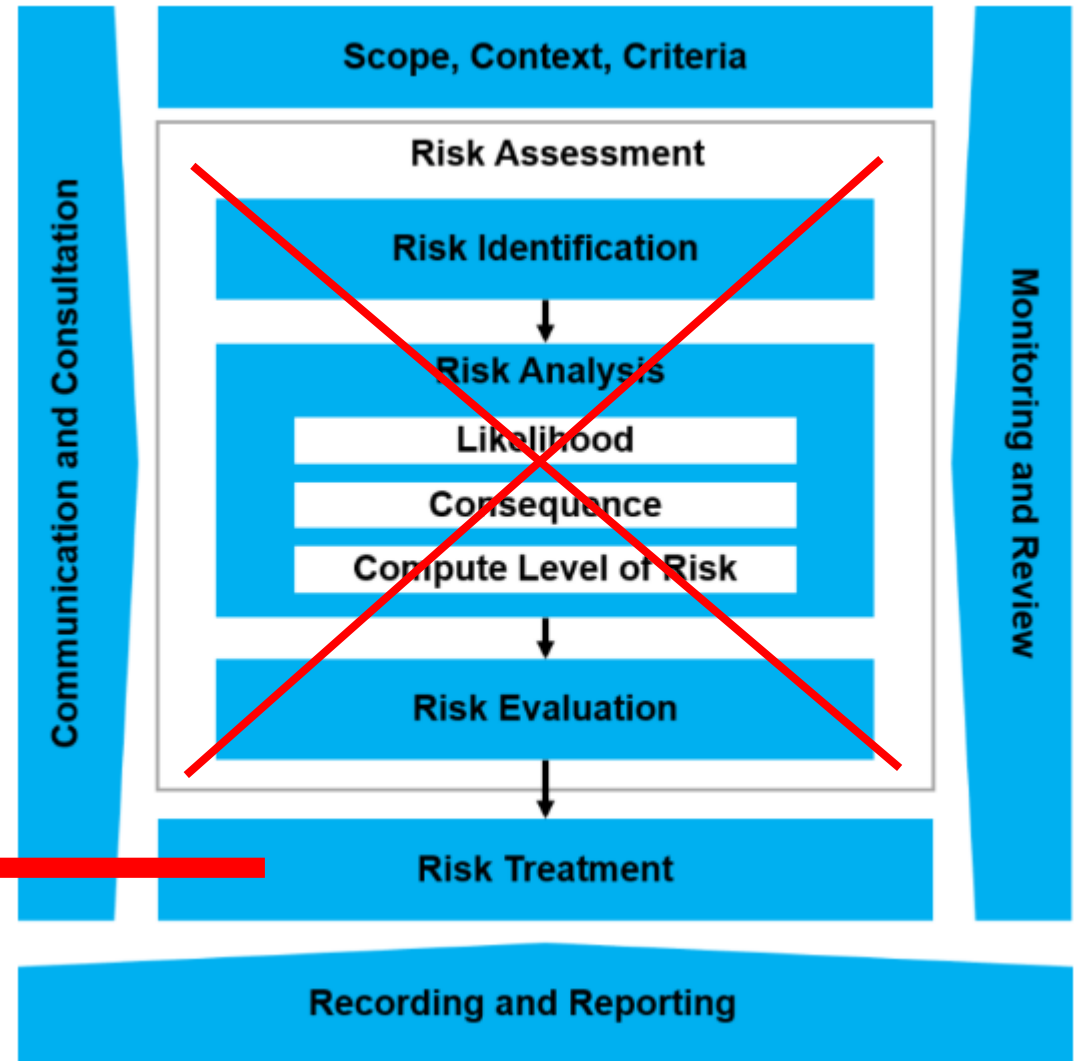 Scope, Context, Criteria
Communication and Consultation
Risk Assessment
Risk Identification
Risk Analysis
Likelihood
Consequence
Compute Level of Risk
Risk Evaluation
Monitoring and Review
Risk Treatment
Recording and Reporting